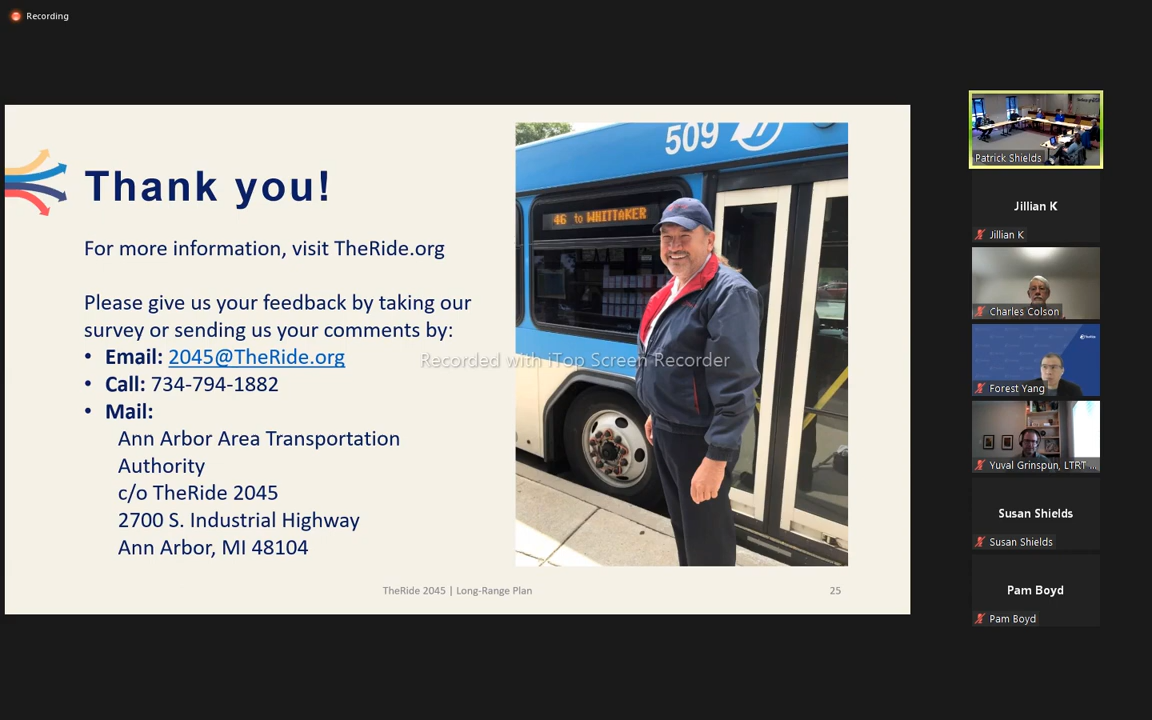 Recording
Thank you!
For more information, visit TheRide.org
Please give us your feedback by taking our
survey or sending us your comments by:
• Email: 2045@TheRide.org
• Call: 734-794-1882
• Mail:
Ann Arbor Area Transportation
Authority
c/o TheRide 2045
2700 S. Industrial Highway
Ann Arbor, MI 48104
509
46 to WHITTAKER
Recorded with iTop Screen Recorder
TheRide 2045 | Long-Range Plan
25
Patrick Shields
Jillian K
Jillian K
Charles Colson
Forest Yang
Yuval Grinspun, LTRT ...
Susan Shields
Susan Shields
Pam Boyd
Pam Boyd